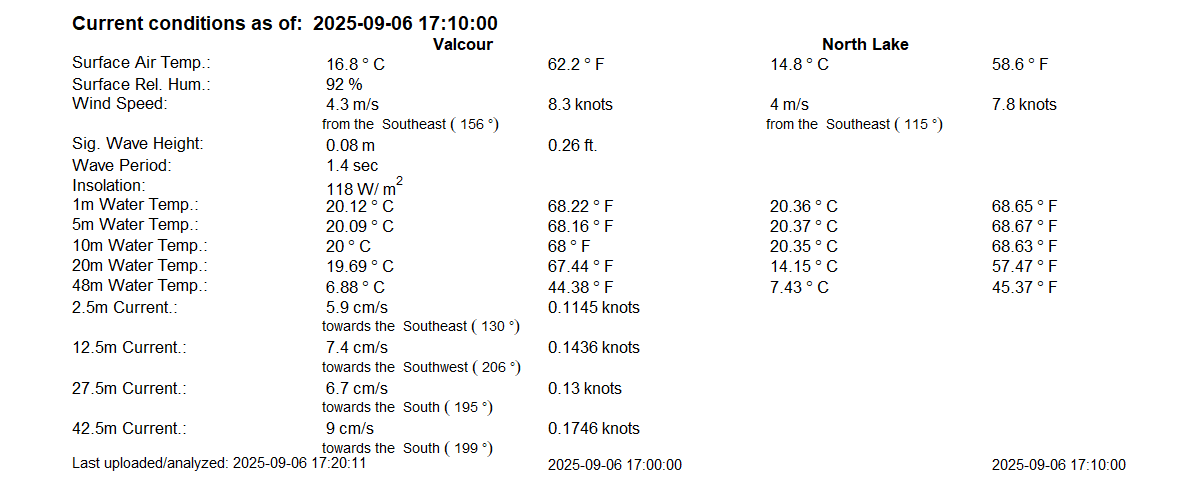 Current conditions as of: 2025-09-06 17:10:00
Valcour North Lake
Surface Air Temp.: 16.8 ° C 62.2 ° F 14.8 ° C 58.6 ° F
Surface Rel. Hum.: 92 %
Wind Speed: 4.3 m/s 8.3 knots 4 m/s 7.8 knots
from the Southeast ( 156 °) from the Southeast ( 115 °)
Sig. Wave Height: 0.08 m 0.26 ft.
Wave Period: 1.4 sec
Insolation: 118 W/ m2
1m Water Temp.: 20.12 ° C 68.22 ° F 20.36 ° C 68.65 ° F
5m Water Temp.: 20.09 ° C 68.16 ° F 20.37 ° C 68.67 ° F
10m Water Temp.: 20 ° C 68 ° F 20.35 ° C 68.63 ° F
20m Water Temp.: 19.69 ° C 67.44 ° F 14.15 ° C 57.47 ° F
48m Water Temp.: 6.88 ° C 44.38 ° F 7.43 ° C 45.37 ° F
2.5m Current.: 5.9 cm/s 0.1145 knots
towards the Southeast ( 130 °)
12.5m Current.: 7.4 cm/s 0.1436 knots
towards the Southwest ( 206 °)
27.5m Current.: 6.7 cm/s 0.13 knots
towards the South ( 195 °)
42.5m Current.: 9 cm/s 0.1746 knots
towards the South ( 199 °)
Last uploaded/analyzed: 2025-09-06 17:20:11 2025-09-06 17:00:00 2025-09-06 17:10:00